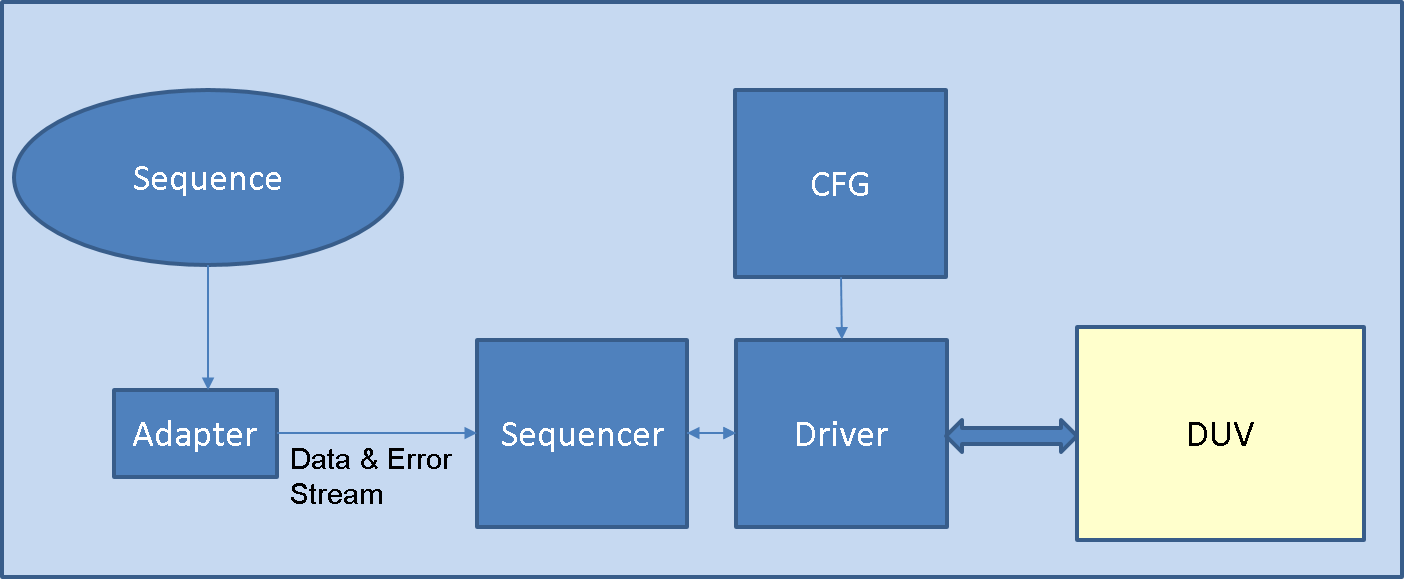 Sequence
CFG
Adapter
Data & Error
Stream
Sequencer
Driver
DUV